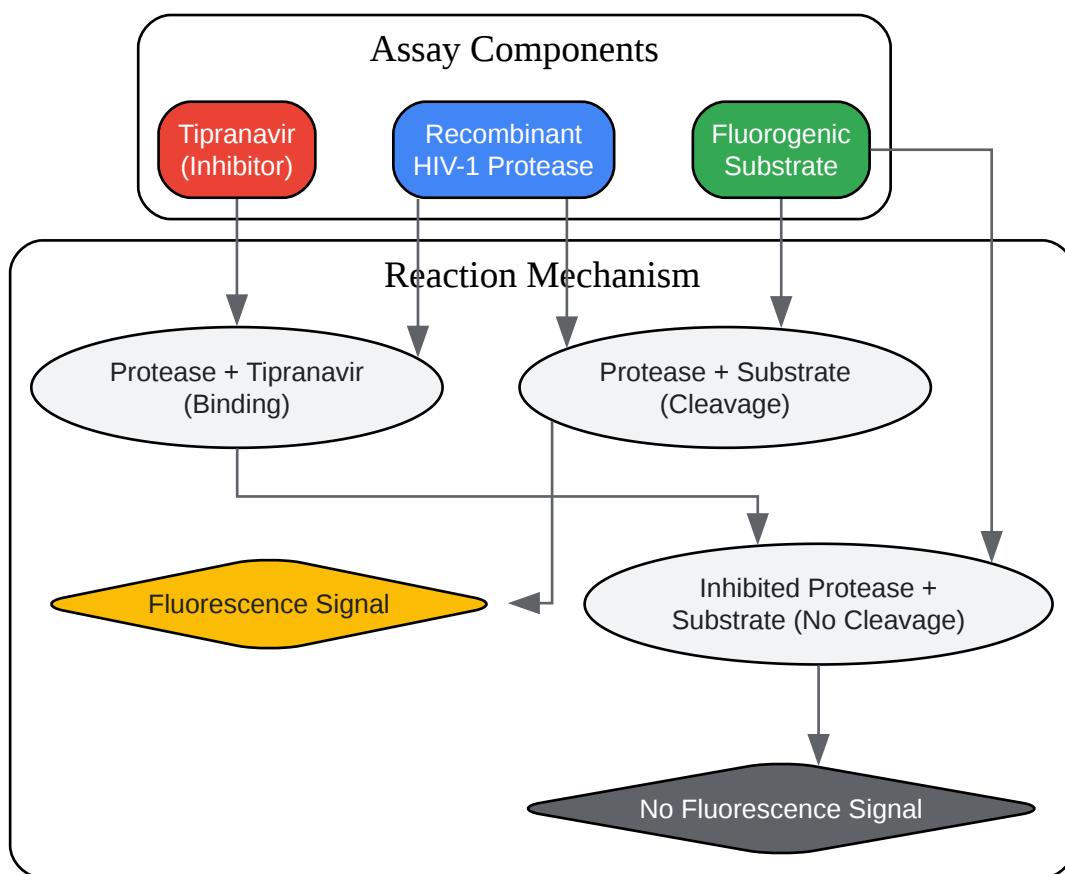 Assay Components
Tipranavir
(Inhibitor)
Recombinant
HIV-1 Protease
Fluorogenic
Substrate
Reaction Mechanism
Protease + Tipranavir
(Binding)
Protease + Substrate
(Cleavage)
Fluorescence Signal
Inhibited Protease +
Substrate (No Cleavage)
No Fluorescence Signal